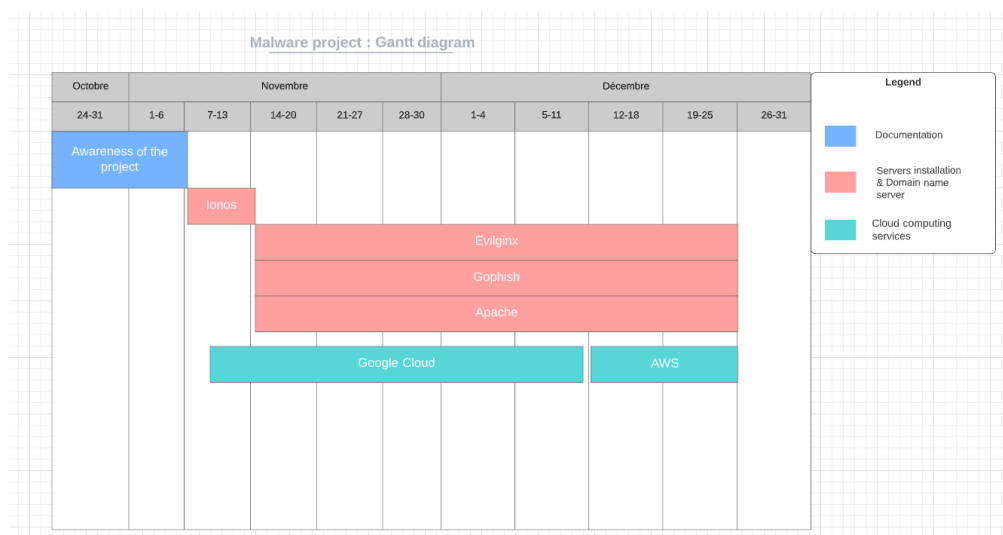 Malware project : Gantt diagram
Octobre
Novembre
Décembre
24-31
1-6
7-13
14-20
21-27
28-30
1-4
5-11
12-18
19-25
26-31
Awareness of the
project
Ionos
Evilginx
Gophish
Apache
Google Cloud
AWS
Legend
Documentation
Servers installation
& Domain name
server
Cloud computing
services